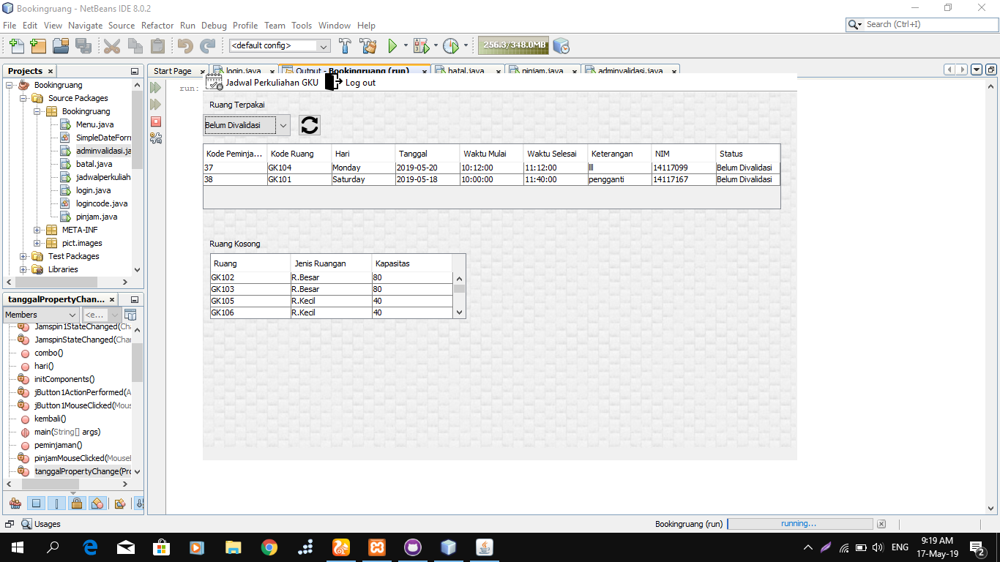 Bookingruang - NetBeans IDE 8.0.2
File Edit View Navigate Source Refactor Run Debug Profile Team Tools Window Help
Search (Ctrl+I)
<default config>
256.3/348.0MB
Projects
Start Page login.java Output - Bookingruang (run) batal.java pinjam.java adminvalidasi.java
Bookingruang
Source Packages
Bookingruang
Menu.java
SimpleDateForm
adminvalidasi.ja
batal.java
jadwalperkuliah
login.java
logincode.java
pinjam.java
META-INF
pict.images
Test Packages
Libraries
tanggalPropertyChan...
Members
<e...
Jamspin1StateChanged(Cha
JamspinStateChanged(Chan
combo()
hari()
initComponents()
jButton1ActionPerformed(A
jButton1MouseClicked(Mous
kembali()
main(String[] args)
peminjaman()
pinjamMouseClicked(MouseE
tanggalPropertyChange(Pro
run:
Jadwal Perkuliahan GKU Log out
Ruang Terpakai
Belum Divalidasi
Kode Peminja... Kode Ruang Hari Tanggal Waktu Mulai Waktu Selesai Keterangan NIM Status
37 GK104 Monday 2019-05-20 10:12:00 11:12:00 lll 14117099 Belum Divalidasi
38 GK101 Saturday 2019-05-18 10:00:00 11:40:00 pengganti 14117167 Belum Divalidasi
Ruang Kosong
Ruang Jenis Ruangan Kapasitas
GK102 R.Besar 80
GK103 R.Besar 80
GK105 R.Kecil 40
GK106 R.Kecil 40
Usages
Bookingruang (run) running...
ENG
9:19 AM
17-May-19
2